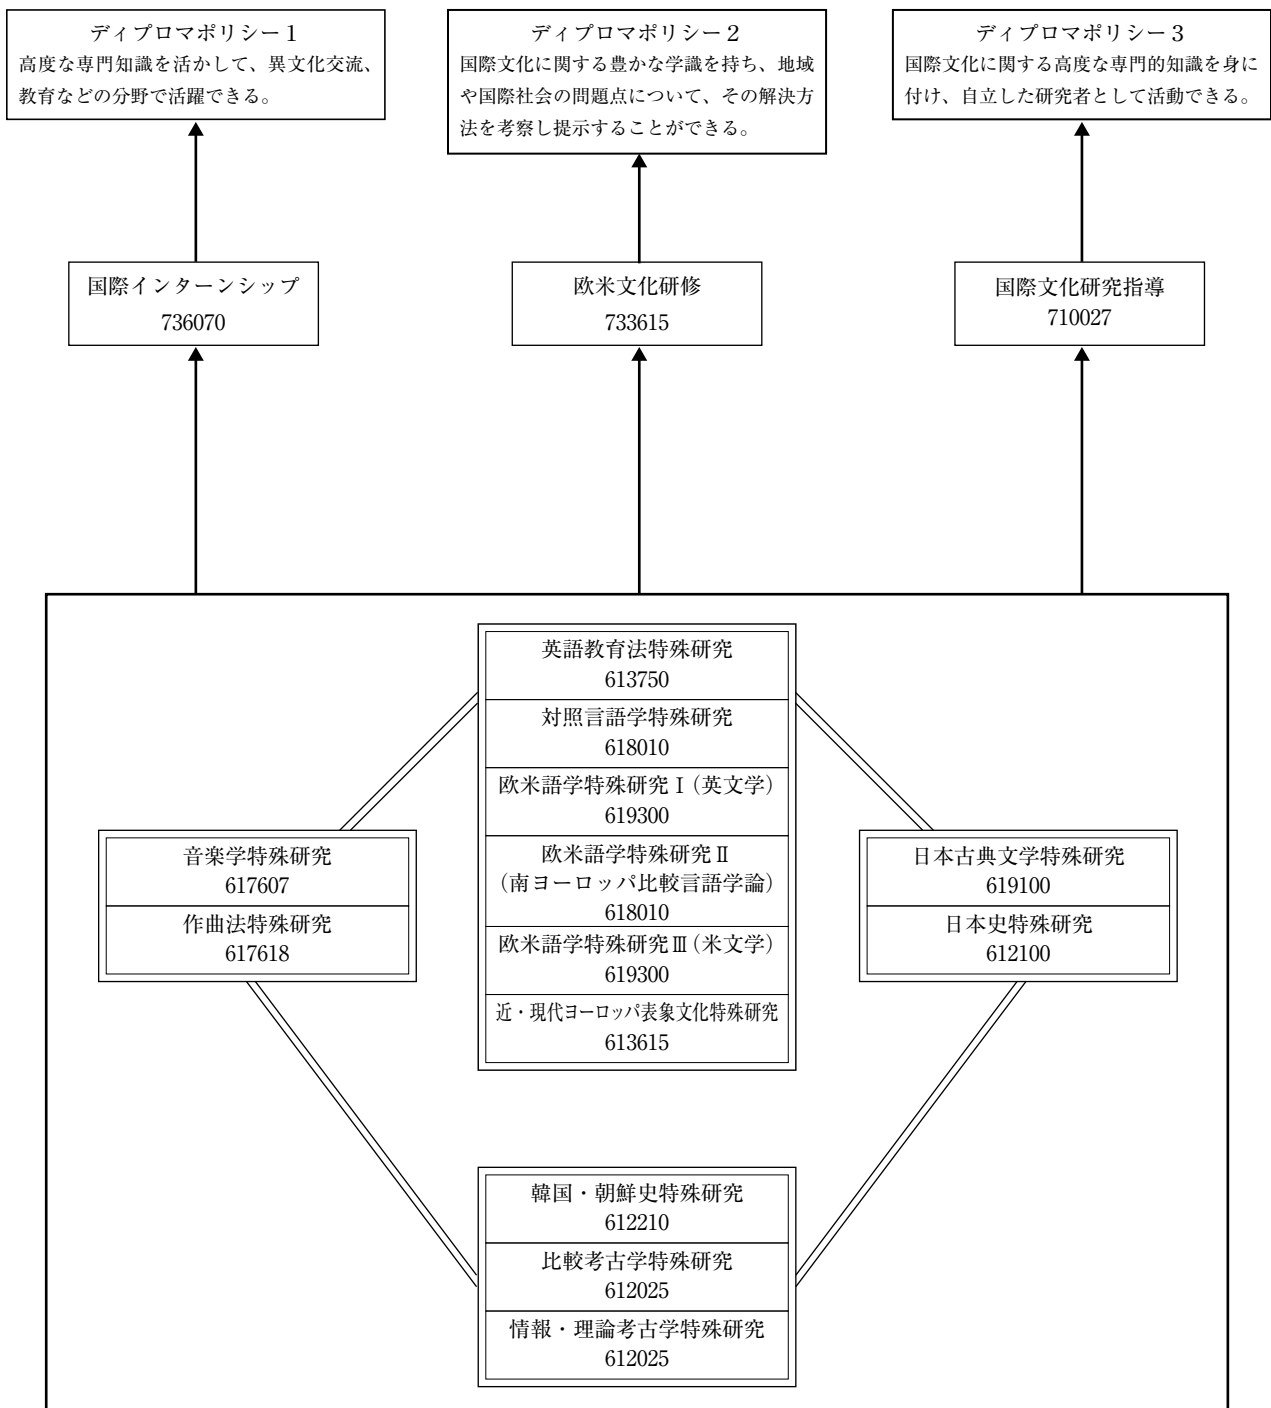 ディプロマポリシー１
高度な専門知識を活かして、異文化交流、
教育などの分野で活躍できる。
ディプロマポリシー２
国際文化に関する豊かな学識を持ち、地域
や国際社会の問題点について、その解決方
法を考察し提示することができる。
ディプロマポリシー３
国際文化に関する高度な専門的知識を身に
付け、自立した研究者として活動できる。
国際インターンシップ
736070
欧米文化研修
733615
国際文化研究指導
710027
英語教育法特殊研究
613750
対照言語学特殊研究
618010
欧米語学特殊研究Ⅰ（英文学）
619300
欧米語学特殊研究Ⅱ
（南ヨーロッパ比較言語学論）
618010
欧米語学特殊研究Ⅲ（米文学）
619300
近・現代ヨーロッパ表象文化特殊研究
613615
音楽学特殊研究
617607
作曲法特殊研究
617618
日本古典文学特殊研究
619100
日本史特殊研究
612100
韓国・朝鮮史特殊研究
612210
比較考古学特殊研究
612025
情報・理論考古学特殊研究
612025